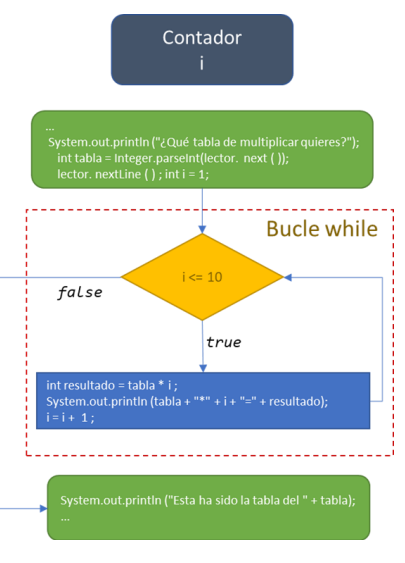 Contador
i
...
System.out.println ("¿Qué tabla de multiplicar quieres?");
int tabla = Integer.parseInt(lector. next ( ));
lector. nextLine ( ) ; int i = 1;
Bucle while
i <= 10
false
true
int resultado = tabla * i ;
System.out.println (tabla + "*" + i + "=" + resultado);
i = i + 1 ;
System.out.println ("Esta ha sido la tabla del " + tabla);
...